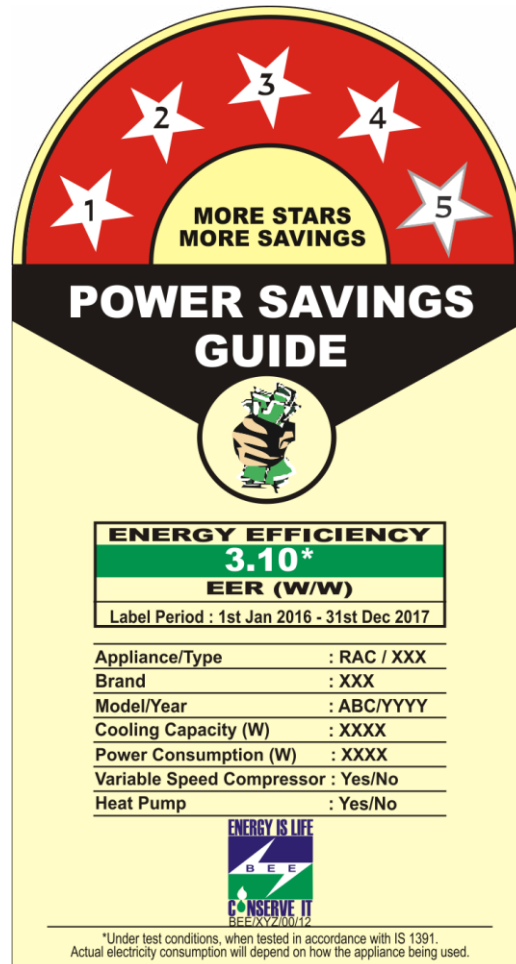 1 2 3 4 5
MORE STARS
MORE SAVINGS
POWER SAVINGS
GUIDE
ENERGY EFFICIENCY
3.10*
EER (W/W)
Label Period : 1st Jan 2016 - 31st Dec 2017
Appliance/Type : RAC / XXX
Brand : XXX
Model/Year : ABC/YYYY
Cooling Capacity (W) : XXXX
Power Consumption (W) : XXXX
Variable Speed Compressor : Yes/No
Heat Pump : Yes/No
ENERGY IS LIFE
B E E
CONSERVE IT
BEE/XYZ/00/12
*Under test conditions, when tested in accordance with IS 1391.
Actual electricity consumption will depend on how the appliance being used.